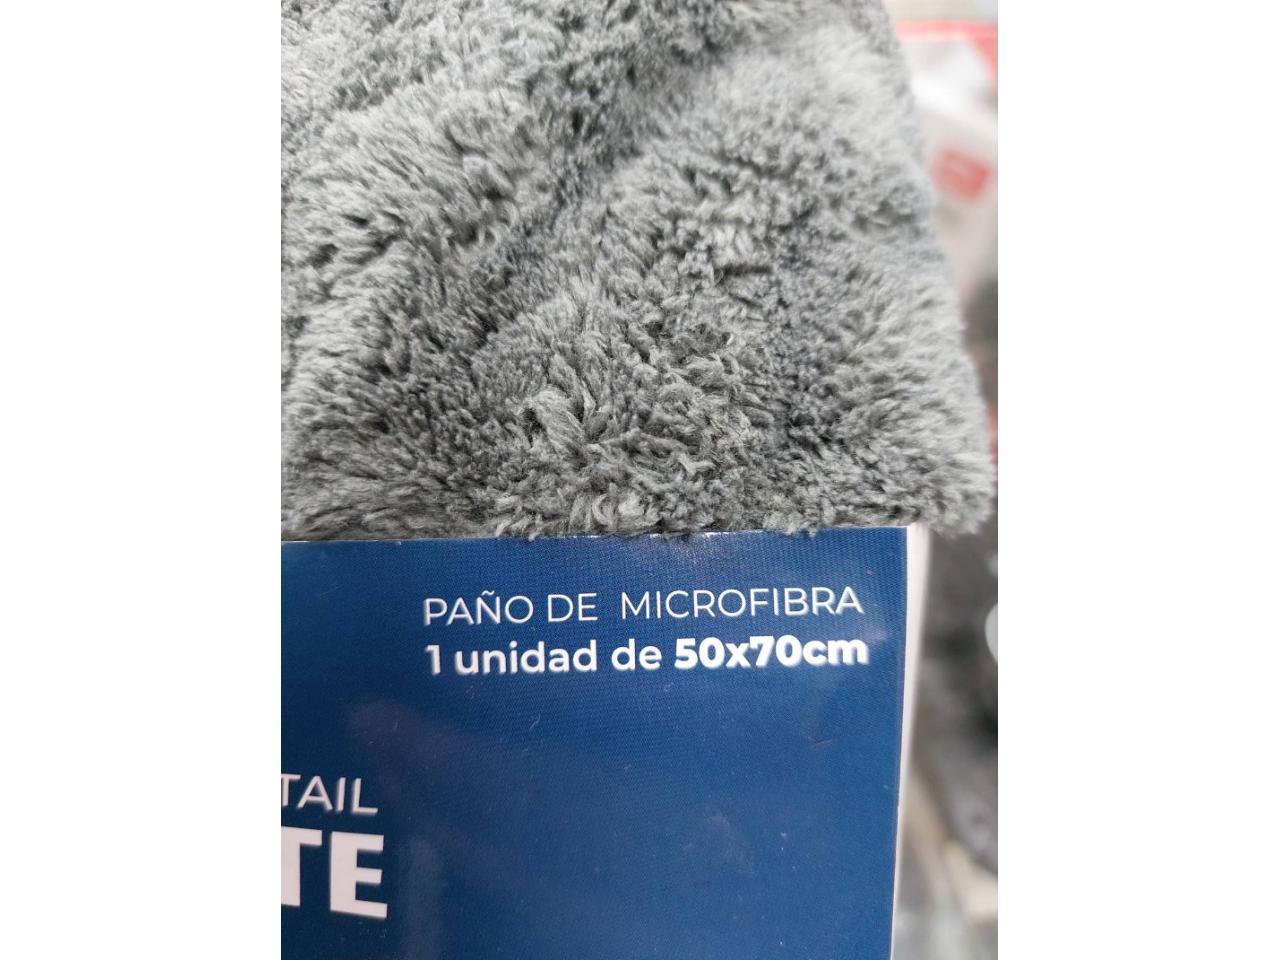 PAÑO DE MICROFIBRA
1 unidad de 50x70cm
TAIL
TE